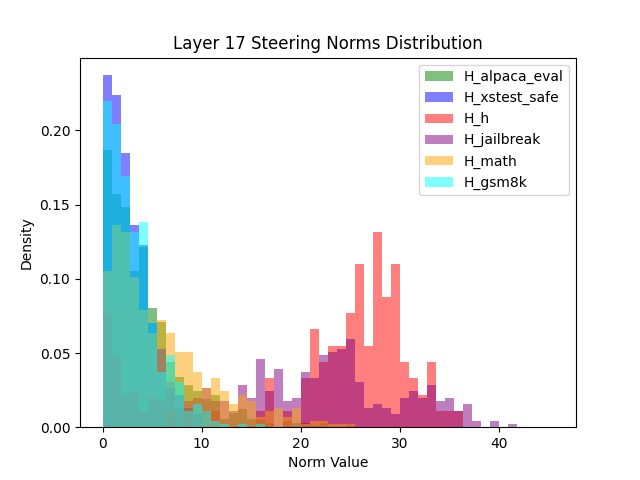 Layer 17 Steering Norms Distribution
H_alpaca_eval
H_xstest_safe
H_h
H_jailbreak
H_math
H_gsm8k
Density
0.20
0.15
0.10
0.05
0.00
0
10
20
30
40
Norm Value